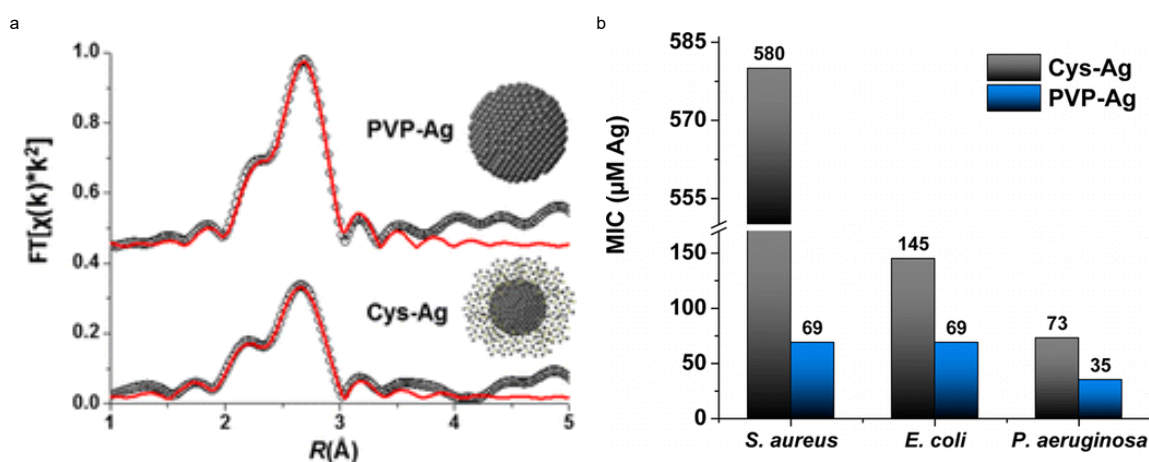 a
1.0
0.8
0.6
0.4
0.2
0.0
FT[χ(k)*k²]
PVP-Ag
Cys-Ag
1 2 3 4 5
R(Å)
b
585
570
555
150
100
50
0
MIC (µM Ag)
Cys-Ag
PVP-Ag
580
69
145
69
73
35
S. aureus E. coli P. aeruginosa